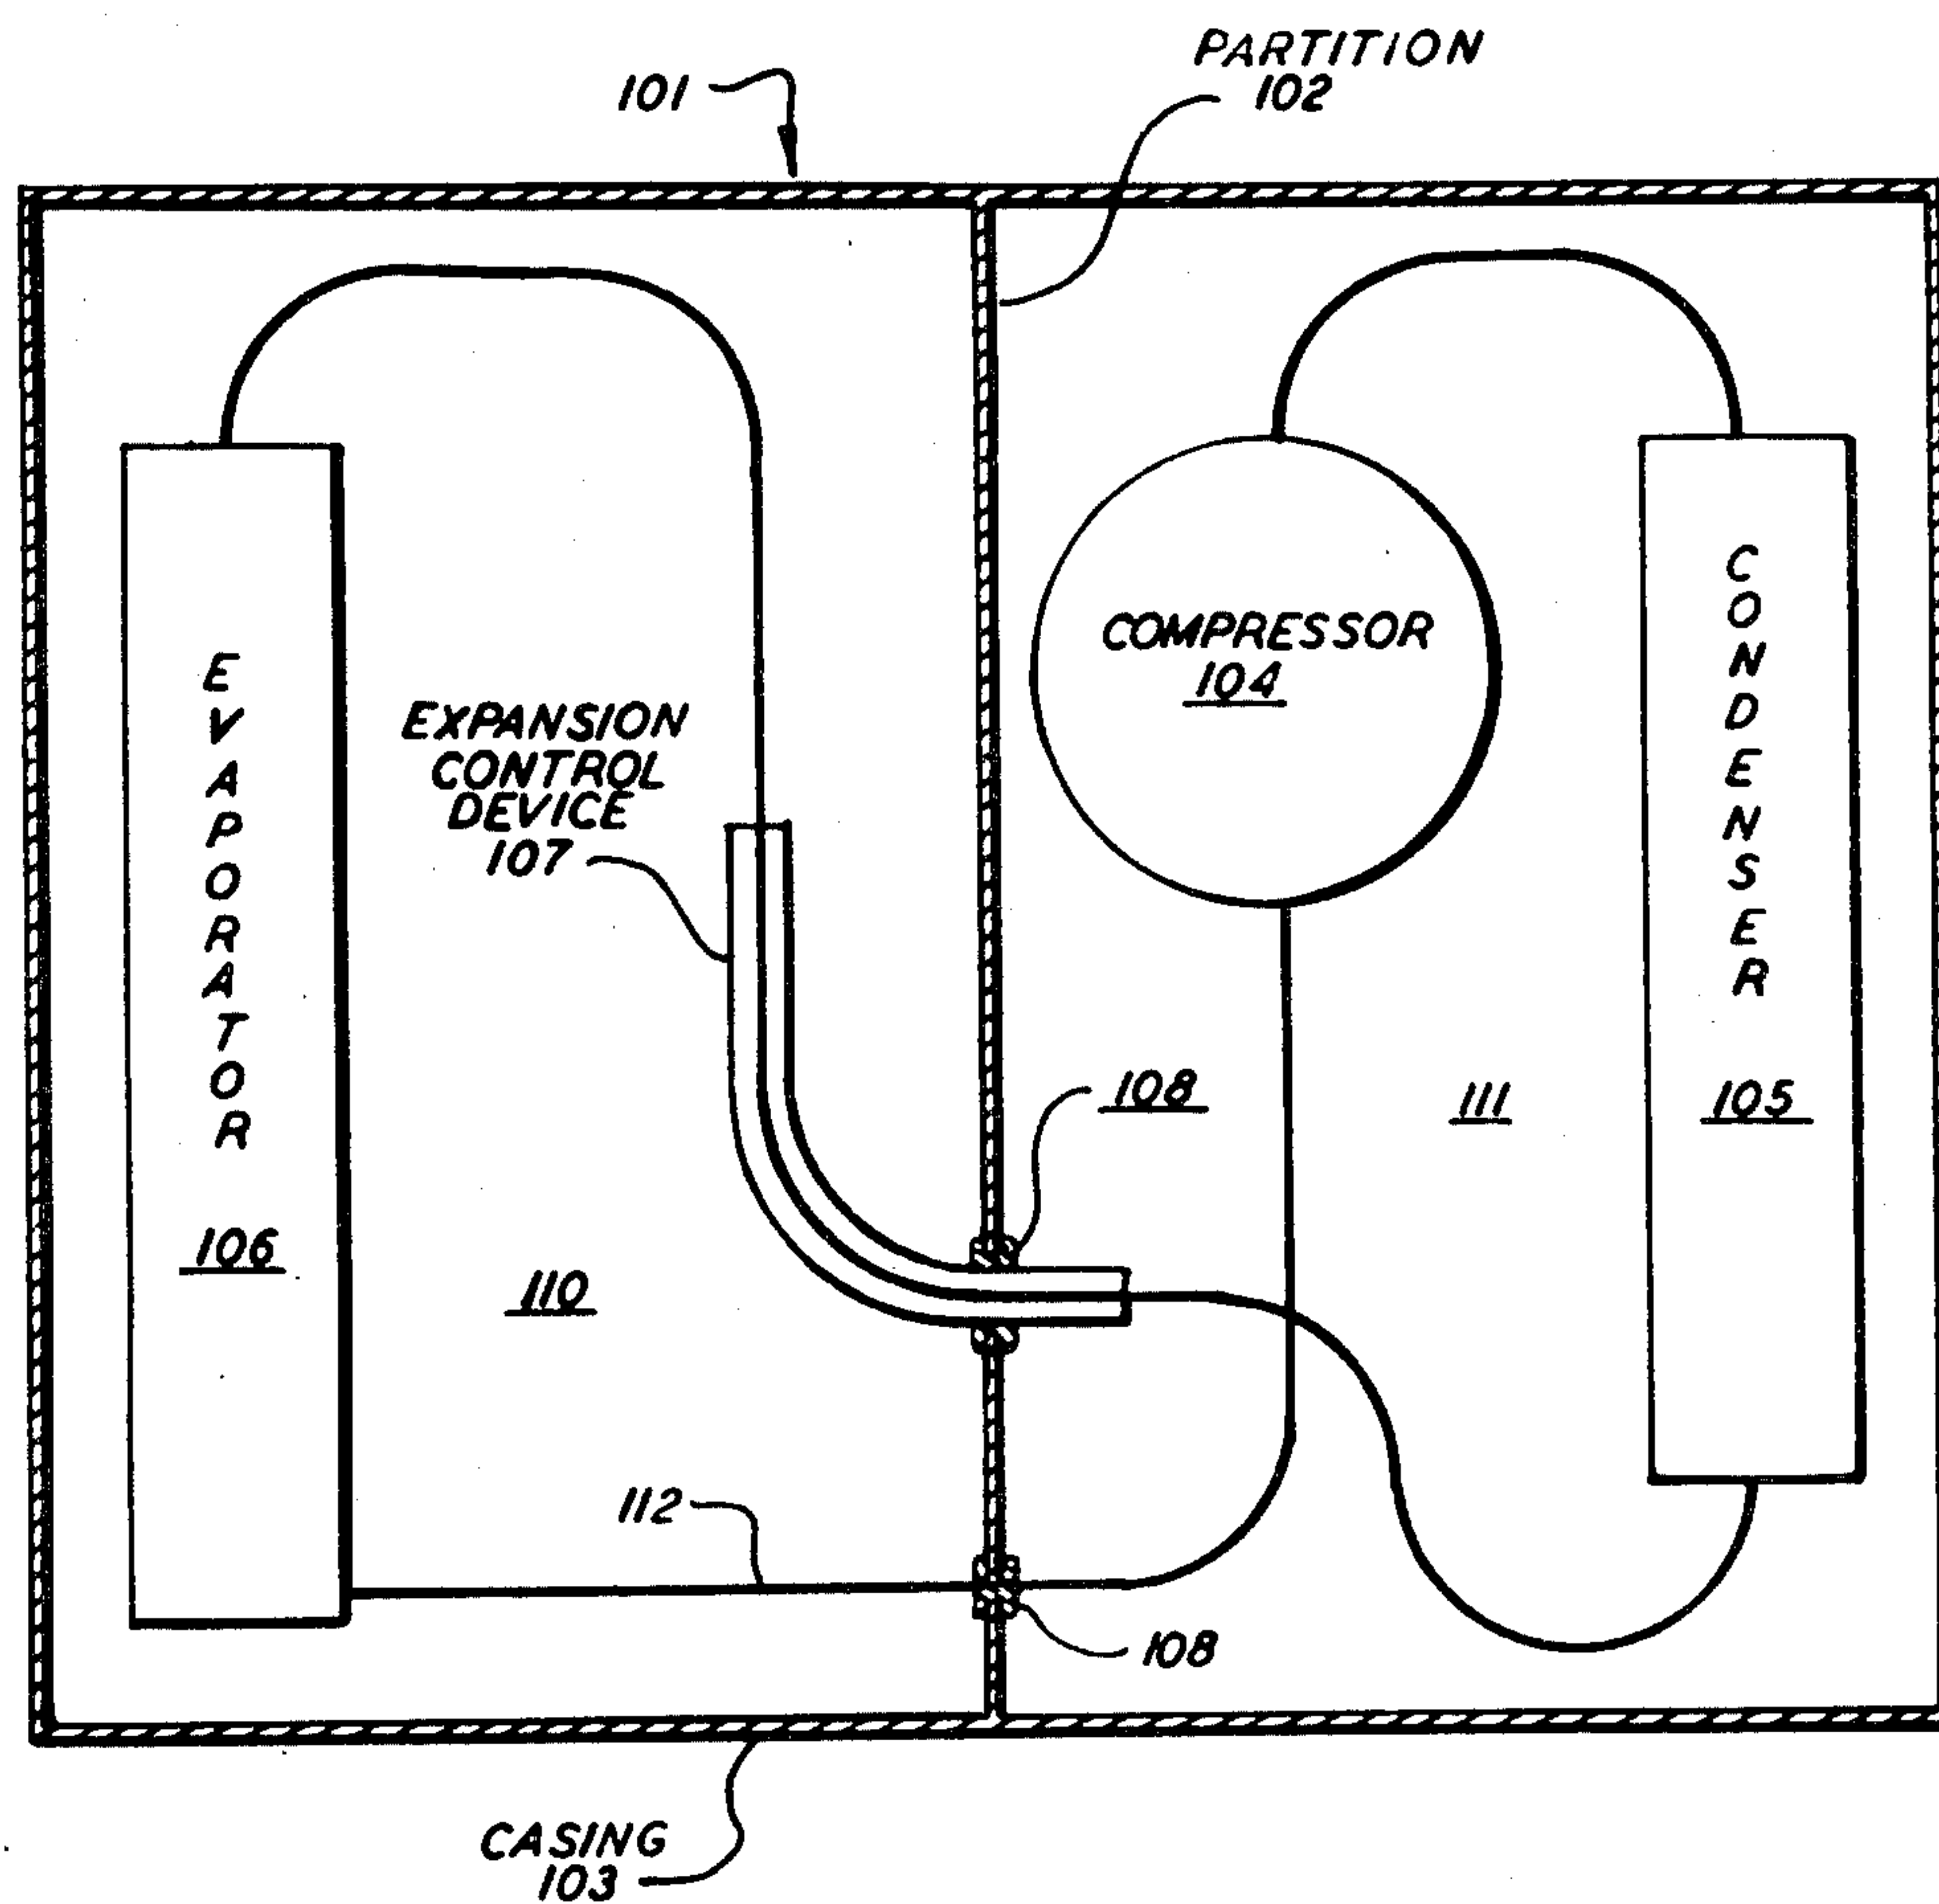 PARTITION
102
101
COMPRESSOR
104
CONDENSER
105
EVAPORATOR
106
EXPANSION
CONTROL
DEVICE
107
108
111
110
112
108
CASING
103